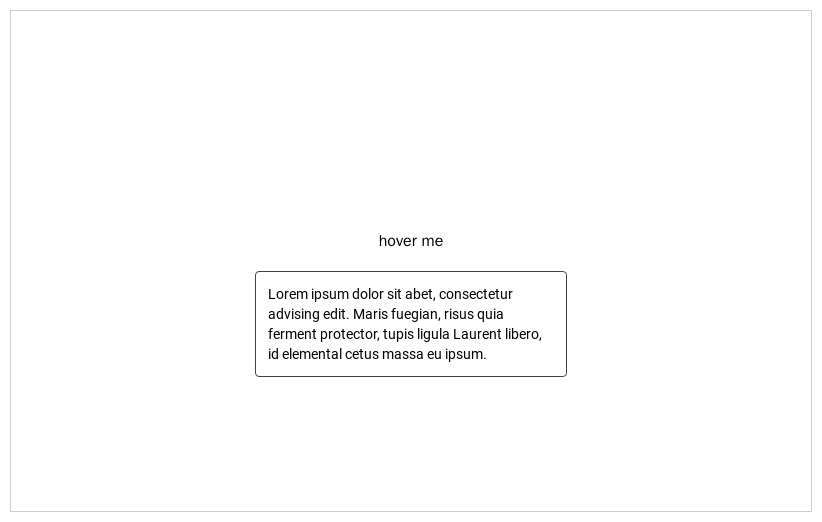 hover me
Lorem ipsum dolor sit abet, consectetur
advising edit. Maris fuegian, risus quia
ferment protector, tupis ligula Laurent libero,
id elemental cetus massa eu ipsum.